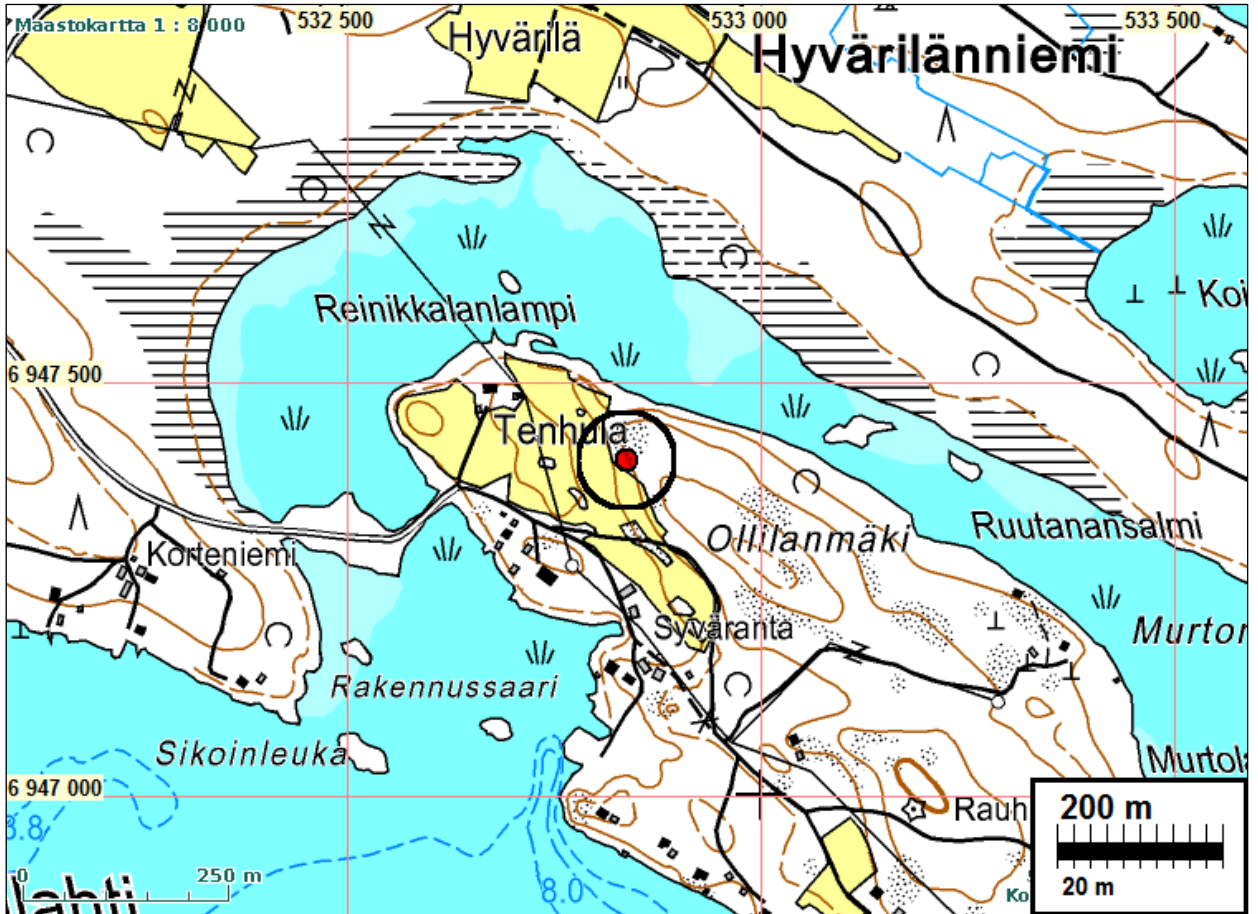 Maastokartta 1 : 8 000
532 500
533 000
533 500
Hyvärilä
Hyvärilänniemi
Reinikkalanlampi
Koi
6 947 500
Tenhula
Korteniemi
Ollilanmäki
Ruutanansalmi
Syväranta
Murtor
Rakennussaari
Sikoinleuka
Murtola
6 947 000
Rauh
3.8
8.0
0
250 m
lahti
Ko
200 m
20 m